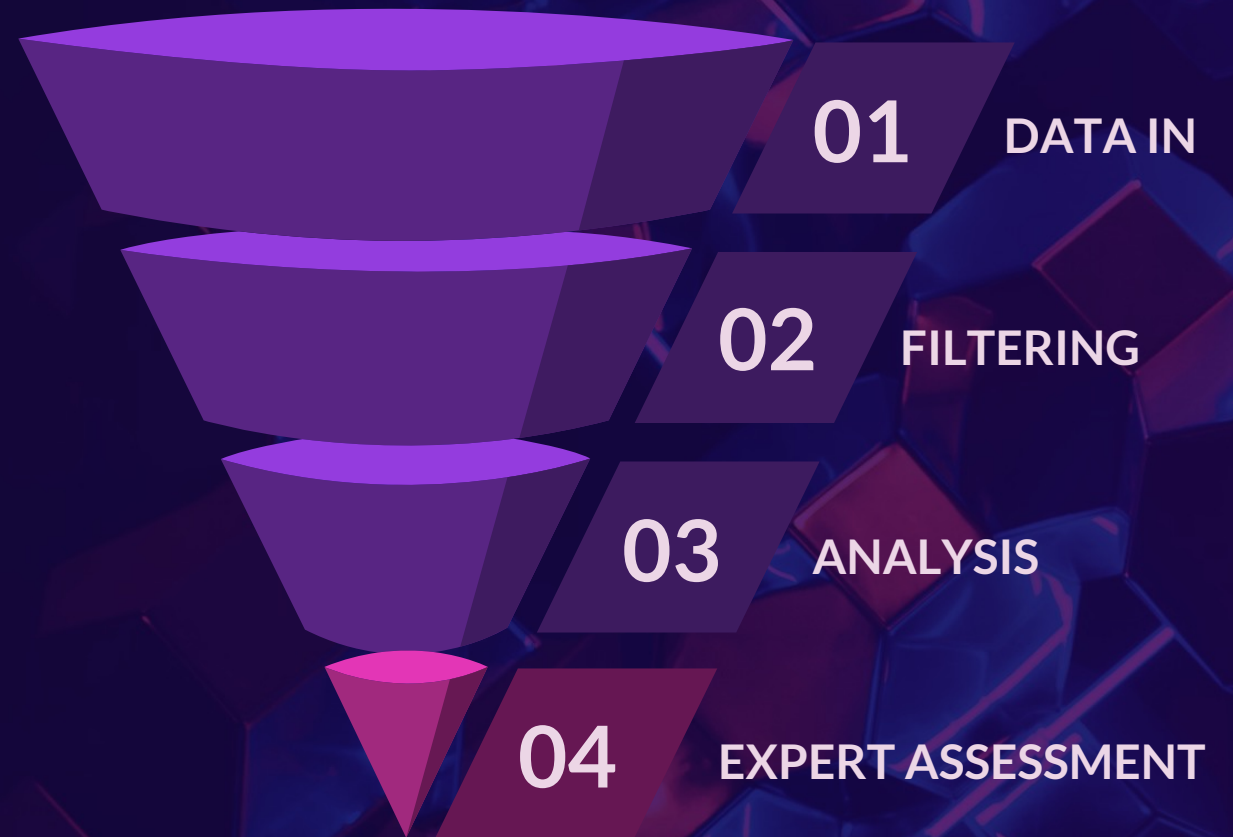 01
DATA IN
02
FILTERING
03
ANALYSIS
04
EXPERT ASSESSMENT